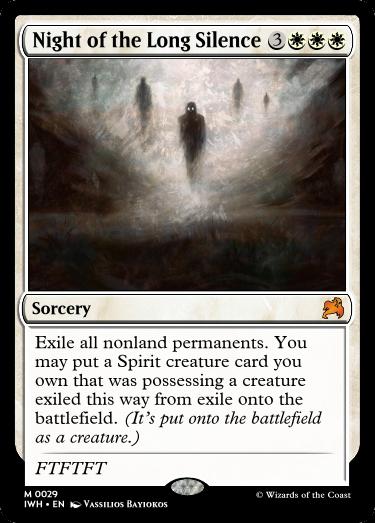 Night of the Long Silence 3
Sorcery
Exile all nonland permanents. You
may put a Spirit creature card you
own that was possessing a creature
exiled this way from exile onto the
battlefield. (It's put onto the battlefield
as a creature.)
FTFTFT
M 0029
IWH • EN Vassilios Bayiokos
© Wizards of the Coast